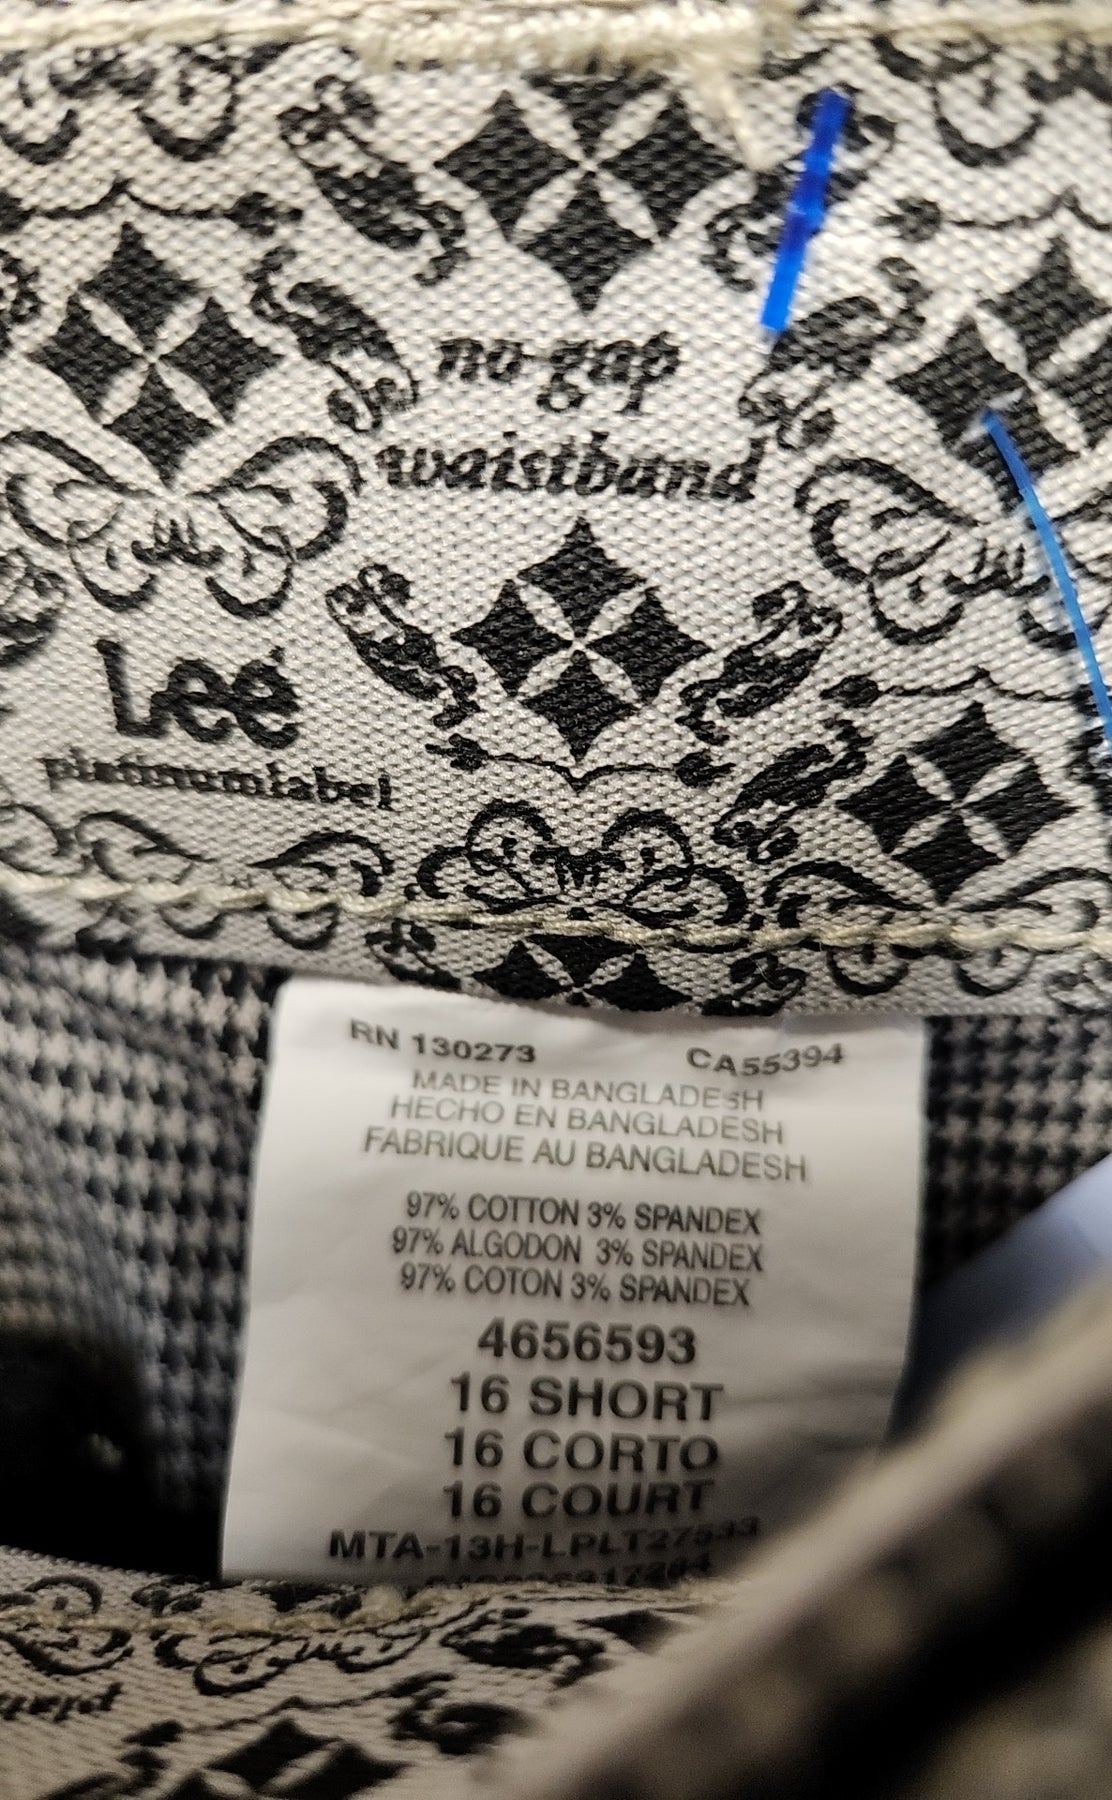 no gap
waistband
Lee
platinumlabel
RN 130273 CA55394
MADE IN BANGLADESH
HECHO EN BANGLADESH
FABRIQUE AU BANGLADESH
97% COTTON 3% SPANDEX
97% ALGODON 3% SPANDEX
97% COTON 3% SPANDEX
4656593
16 SHORT
16 CORTO
16 COURT